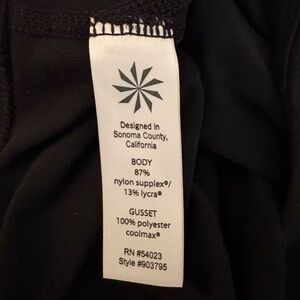 Designed in
Sonoma County,
California
BODY
87%
nylon supplex®/
13% lycra®
GUSSET
100% polyester
coolmax®
RN #54023
Style #903795